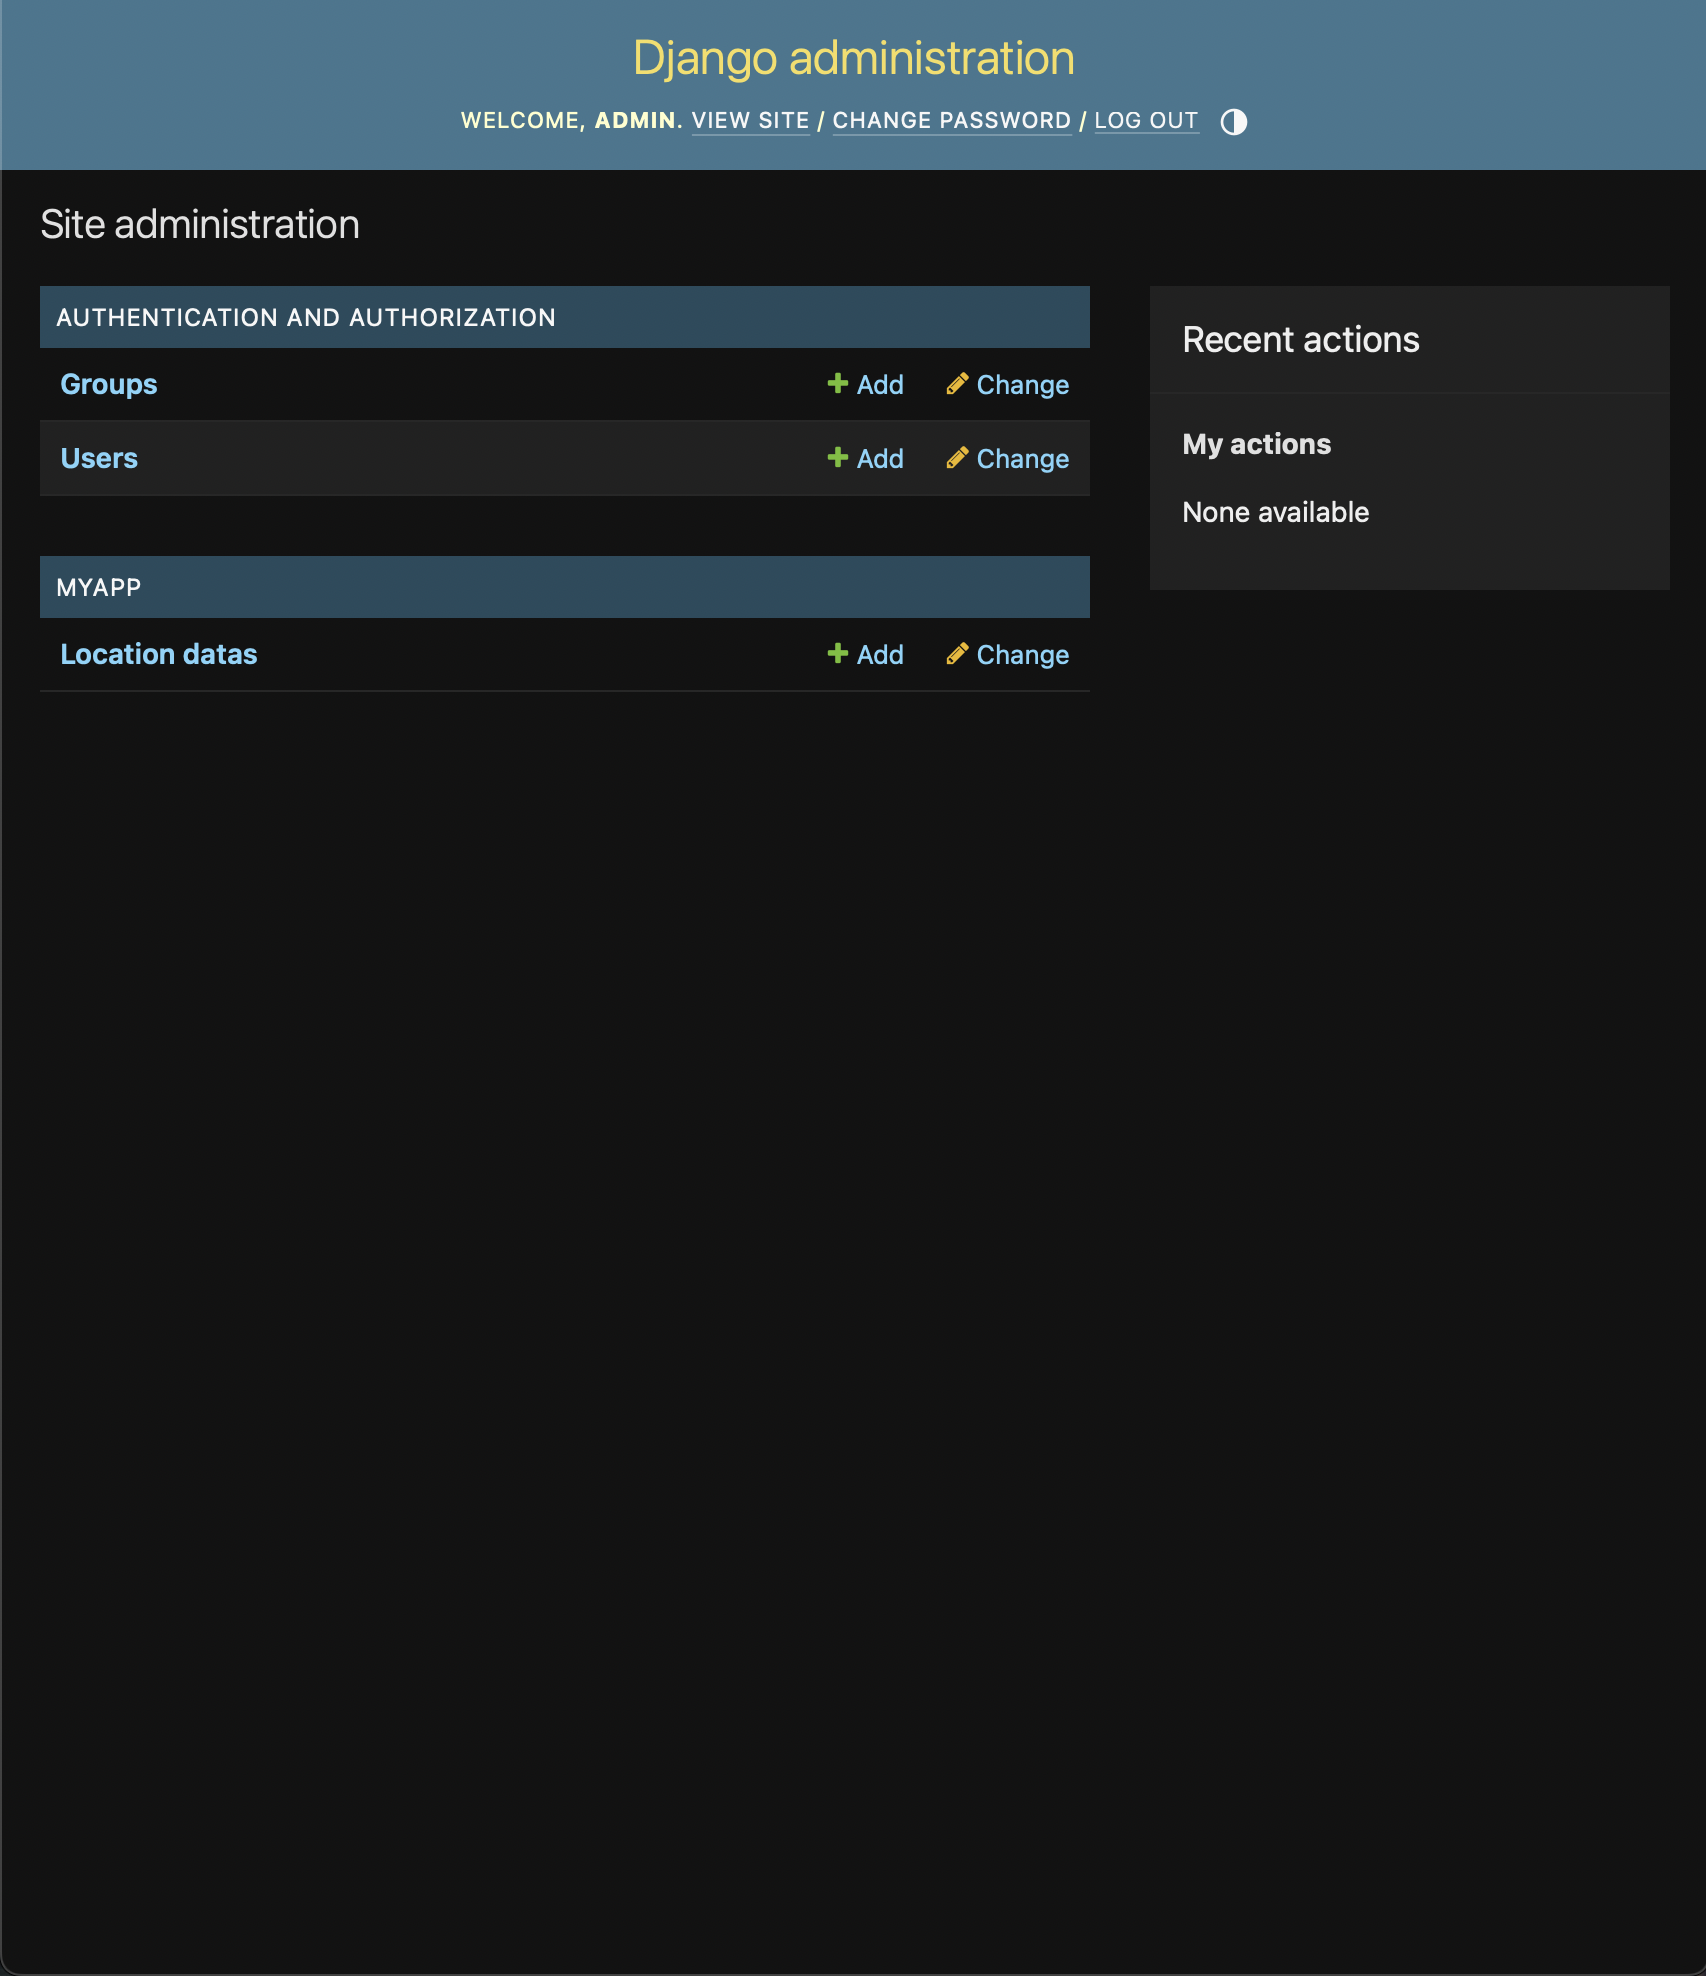 Django administration
WELCOME, ADMIN. VIEW SITE / CHANGE PASSWORD / LOG OUT
Site administration
AUTHENTICATION AND AUTHORIZATION
Groups Add Change
Users Add Change
MYAPP
Location datas Add Change
Recent actions
My actions
None available